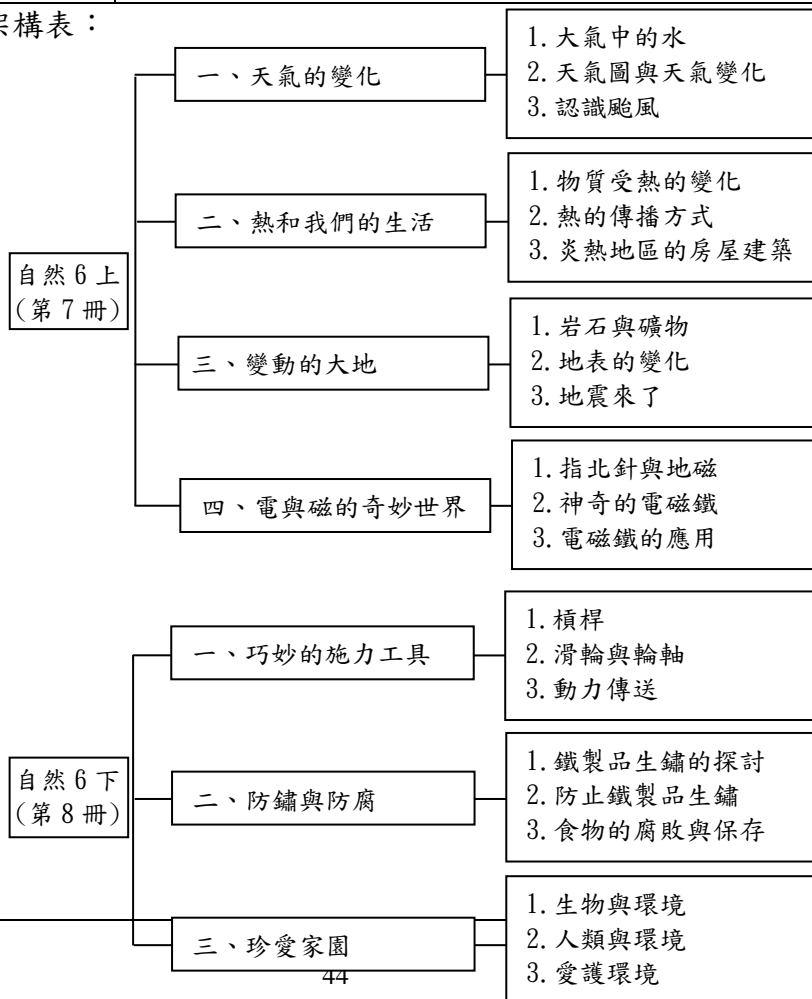 架構表：
一、天氣的變化
1.大氣中的水
2.天氣圖與天氣變化
3.認識颱風
二、熱和我們的生活
1.物質受熱的變化
2.熱的傳播方式
3.炎熱地區的房屋建築
自然6上
(第7冊)
三、變動的大地
1.岩石與礦物
2.地表的變化
3.地震來了
四、電與磁的奇妙世界
1.指北針與地磁
2.神奇的電磁鐵
3.電磁鐵的應用
一、巧妙的施力工具
1.槓桿
2.滑輪與輪軸
3.動力傳送
自然6下
(第8冊)
二、防鏽與防腐
1.鐵製品生鏽的探討
2.防止鐵製品生鏽
3.食物的腐敗與保存
三、珍愛家園
1.生物與環境
2.人類與環境
3.愛護環境
44